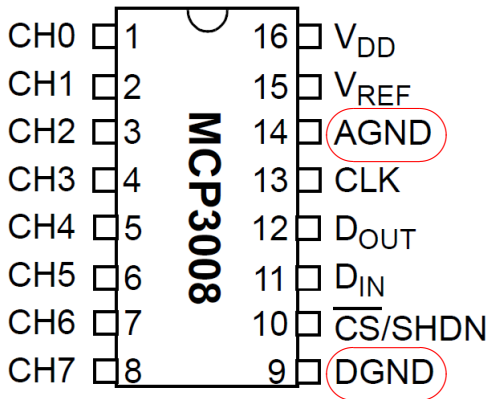 CH0 1 16 VDD
CH1 2 15 VREF
CH2 3 14 AGND
CH3 4 13 CLK
CH4 5 12 DOUT
CH5 6 11 DIN
CH6 7 10 C̅S̅/SHDN
CH7 8 9 DGND
MCP3008